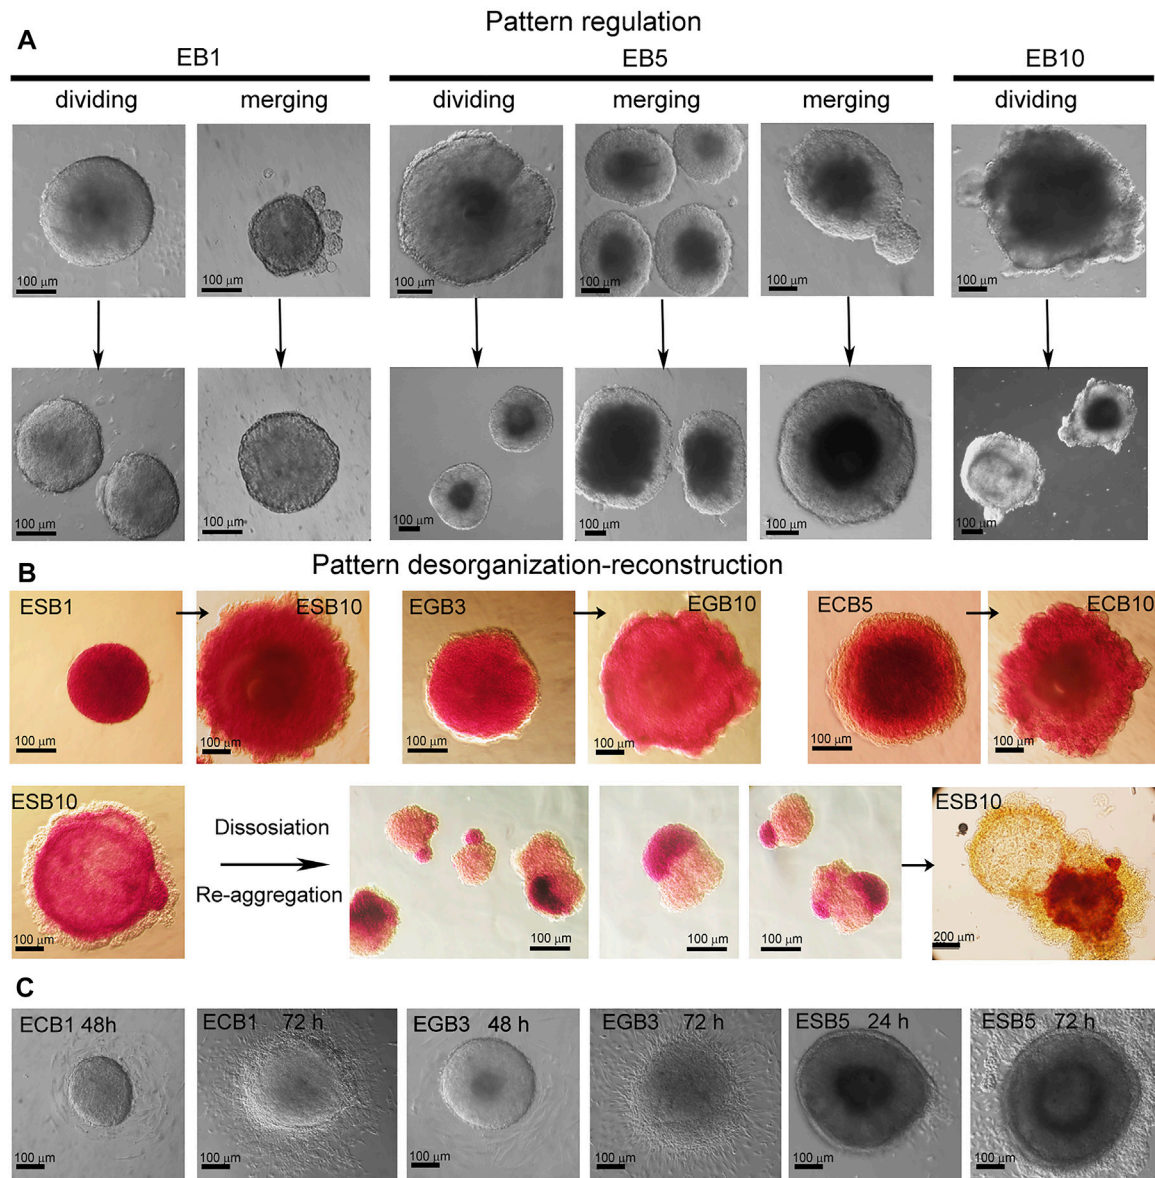 Pattern regulation
A
EB1 EB5 EB10
dividing merging dividing merging merging dividing
100 µm 100 µm 100 µm 100 µm 100 µm 100 µm
100 µm 100 µm 100 µm 100 µm 100 µm 100 µm
B
Pattern desorganization-reconstruction
ESB1 ESB10 EGB3 EGB10 ECB5 ECB10
100 µm 100 µm 100 µm 100 µm 100 µm 100 µm
ESB10 Dissosiation ESB10
Re-aggregation
100 µm 100 µm 100 µm 100 µm 200 µm
C
ECB1 48h ECB1 72 h EGB3 48 h EGB3 72 h ESB5 24 h ESB5 72 h
100 µm 100 µm 100 µm 100 µm 100 µm 100 µm